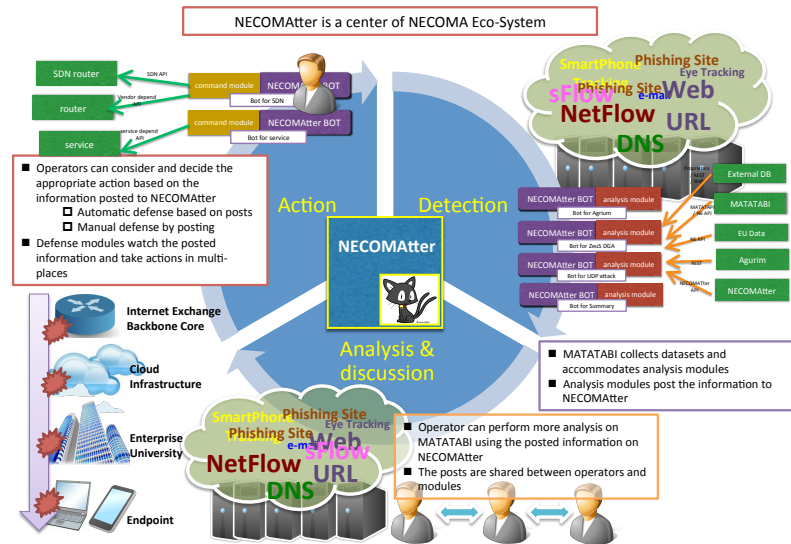 NECOMAtter is a center of NECOMA Eco-System
SDN router
router
service
SDN API
Vendor depend
API
service depend
API
command module
NECOMAtter BOT
Bot for SDN
command module
NECOMAtter BOT
Bot for service
■ Operators can consider and decide the
appropriate action based on the
information posted to NECOMAtter
❑ Automatic defense based on posts
❑ Manual defense by posting
■ Defense modules watch the posted
information and take actions in multi-
places
Action
Detection
NECOMAtter
Analysis &
discussion
SmartPhone
Tracking
Phishing Site
Eye Tracking
Phishing Site
sFlow
e-mail
Web
NetFlow
URL
DNS
NECOMAtter BOT
analysis module
Bot for Agrium
NECOMAtter BOT
analysis module
Bot for ZeuS DGA
NECOMAtter BOT
analysis module
Bot for UDP attack
NECOMAtter BOT
analysis module
Bot for Summary
Proprietary
/ REST
MATATABI
/ N6 API
N6 API
REST
NECOMATter
API
External DB
MATATABI
EU Data
Agurim
NECOMAtter
■ MATATABI collects datasets and
accommodates analysis modules
■ Analysis modules post the information to
NECOMAtter
Internet Exchange
Backbone Core
Cloud
Infrastructure
Enterprise
University
Endpoint
SmartPhone
Tracking
Phishing Site
Eye Tracking
Phishing Site
e-mail
Web
sFlow
NetFlow
URL
DNS
■ Operator can perform more analysis on
MATATABI using the posted information on
NECOMAtter
■ The posts are shared between operators and
modules